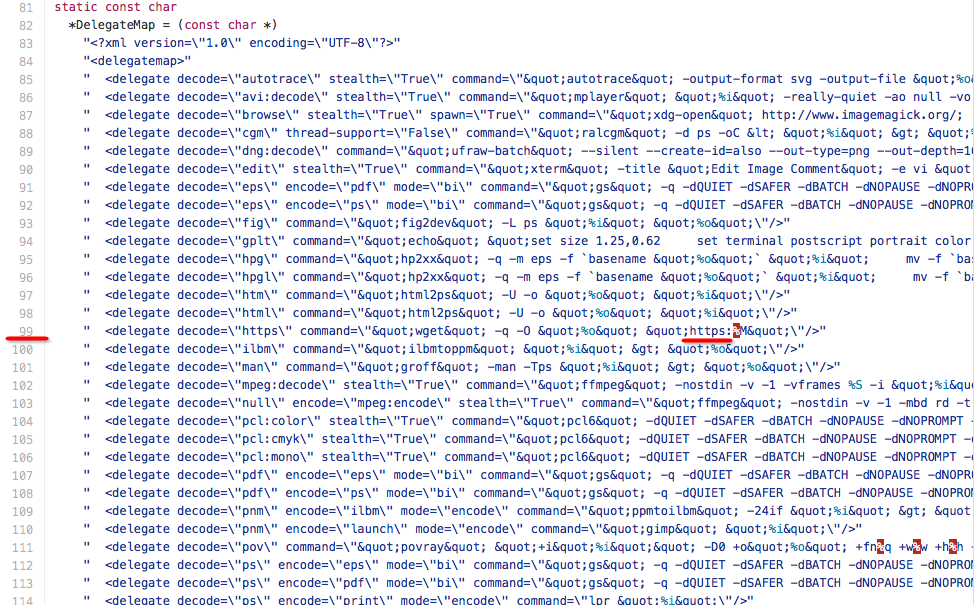 81 static const char
82 *DelegateMap = (const char *)
83 "<?xml version=\"1.0\" encoding=\"UTF-8\"?>"
84 "<delegatemap>"
85 " <delegate decode=\"autotrace\" stealth=\"True\" command=\"&quot;autotrace&quot; -output-format svg -output-file &quot;%o
86 " <delegate decode=\"avi:decode\" stealth=\"True\" command=\"&quot;mplayer&quot; &quot;%i&quot; -really-quiet -ao null -vo
87 " <delegate decode=\"browse\" stealth=\"True\" spawn=\"True\" command=\"&quot;xdg-open&quot; http://www.imagemagick.org/;
88 " <delegate decode=\"cgm\" thread-support=\"False\" command=\"&quot;ralcgm&quot; -d ps -oC &lt; &quot;%i&quot; &gt; &quot;%
89 " <delegate decode=\"dng:decode\" command=\"&quot;ufraw-batch&quot; --silent --create-id=also --out-type=png --out-depth=1
90 " <delegate decode=\"edit\" stealth=\"True\" command=\"&quot;xterm&quot; -title &quot;Edit Image Comment&quot; -e vi &quot
91 " <delegate decode=\"eps\" encode=\"pdf\" mode=\"bi\" command=\"&quot;gs&quot; -q -dQUIET -dSAFER -dBATCH -dNOPAUSE -dNOPR
92 " <delegate decode=\"eps\" encode=\"ps\" mode=\"bi\" command=\"&quot;gs&quot; -q -dQUIET -dSAFER -dBATCH -dNOPAUSE -dNOPROM
93 " <delegate decode=\"fig\" command=\"&quot;fig2dev&quot; -L ps &quot;%i&quot; &quot;%o&quot;\"/>"
94 " <delegate decode=\"gplt\" command=\"&quot;echo&quot; &quot;set size 1.25,0.62 set terminal postscript portrait color
95 " <delegate decode=\"hpg\" command=\"&quot;hp2xx&quot; -q -m eps -f `basename &quot;%o&quot;` &quot;%i&quot; mv -f `bas
96 " <delegate decode=\"hpgl\" command=\"&quot;hp2xx&quot; -q -m eps -f `basename &quot;%o&quot;` &quot;%i&quot; mv -f `b
97 " <delegate decode=\"htm\" command=\"&quot;html2ps&quot; -U -o &quot;%o&quot; &quot;%i&quot;\"/>"
98 " <delegate decode=\"html\" command=\"&quot;html2ps&quot; -U -o &quot;%o&quot; &quot;%i&quot;\"/>"
99 " <delegate decode=\"https\" command=\"&quot;wget&quot; -q -O &quot;%o&quot; &quot;https:%M&quot;\"/>"
100 " <delegate decode=\"ilbm\" command=\"&quot;ilbmtoppm&quot; &quot;%i&quot; &gt; &quot;%o&quot;\"/>"
101 " <delegate decode=\"man\" command=\"&quot;groff&quot; -man -Tps &quot;%i&quot; &gt; &quot;%o&quot;\"/>"
102 " <delegate decode=\"mpeg:decode\" stealth=\"True\" command=\"&quot;ffmpeg&quot; -nostdin -v -1 -vframes %S -i &quot;%i&qu
103 " <delegate decode=\"null\" encode=\"mpeg:encode\" stealth=\"True\" command=\"&quot;ffmpeg&quot; -nostdin -v -1 -mbd rd -t
104 " <delegate decode=\"pcl:color\" stealth=\"True\" command=\"&quot;pcl6&quot; -dQUIET -dSAFER -dBATCH -dNOPAUSE -dNOPROMPT -
105 " <delegate decode=\"pcl:cmyk\" stealth=\"True\" command=\"&quot;pcl6&quot; -dQUIET -dSAFER -dBATCH -dNOPAUSE -dNOPROMPT -
106 " <delegate decode=\"pcl:mono\" stealth=\"True\" command=\"&quot;pcl6&quot; -dQUIET -dSAFER -dBATCH -dNOPAUSE -dNOPROMPT -
107 " <delegate decode=\"pdf\" encode=\"eps\" mode=\"bi\" command=\"&quot;gs&quot; -q -dQUIET -dSAFER -dBATCH -dNOPAUSE -dNOPR
108 " <delegate decode=\"pdf\" encode=\"ps\" mode=\"bi\" command=\"&quot;gs&quot; -q -dQUIET -dSAFER -dBATCH -dNOPAUSE -dNOPRO
109 " <delegate decode=\"pnm\" encode=\"ilbm\" mode=\"encode\" command=\"&quot;ppmtoilbm&quot; -24if &quot;%i&quot; &gt; &quot
110 " <delegate decode=\"pnm\" encode=\"launch\" mode=\"encode\" command=\"&quot;gimp&quot; &quot;%i&quot;\"/>"
111 " <delegate decode=\"pov\" command=\"&quot;povray&quot; &quot;+i&quot;%i&quot;&quot; -D0 +o&quot;%o&quot; +fn%q +w%w +h%h -
112 " <delegate decode=\"ps\" encode=\"eps\" mode=\"bi\" command=\"&quot;gs&quot; -q -dQUIET -dSAFER -dBATCH -dNOPAUSE -dNOPRO
113 " <delegate decode=\"ps\" encode=\"pdf\" mode=\"bi\" command=\"&quot;gs&quot; -q -dQUIET -dSAFER -dBATCH -dNOPAUSE -dNOPRO
114 " <delegate decode=\"ps\" encode=\"print\" mode=\"encode\" command=\"lpr &quot;%i&quot;\"/>"